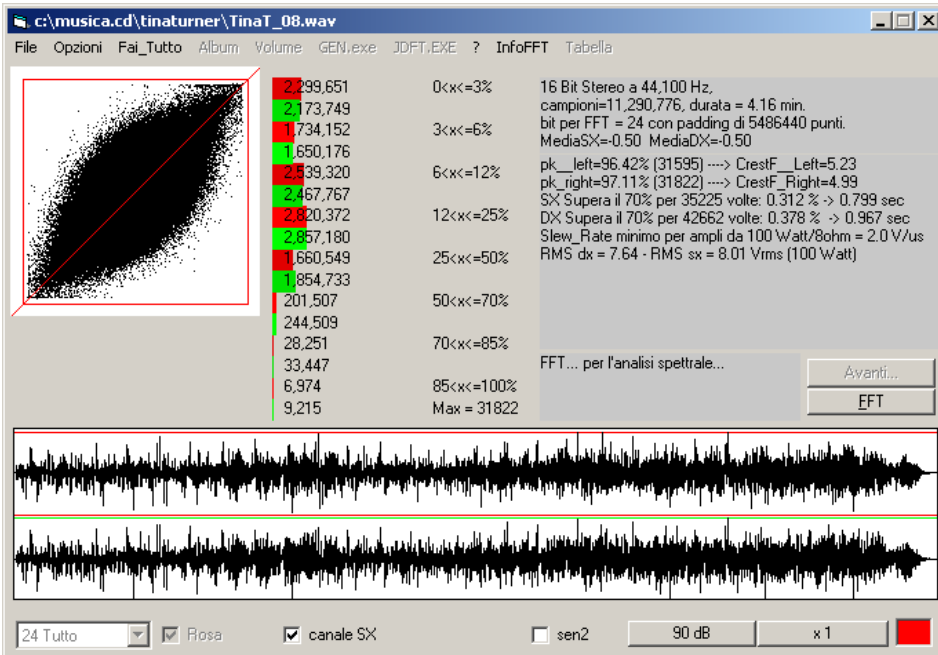 c:\musica.cd\tinaturner\TinaT_08.wav
File Opzioni Fai_Tutto Album Volume GEN.exe JDFT.EXE ? InfoFFT Tabella
2,299,651 0<x<=3%
2,173,749
1,734,152 3<x<=6%
1,650,176
2,539,320 6<x<=12%
2,467,767
2,820,372 12<x<=25%
2,857,180
1,660,549 25<x<=50%
1,854,733
201,507 50<x<=70%
244,509
28,251 70<x<=85%
33,447
6,974 85<x<=100%
9,215 Max = 31822
16 Bit Stereo a 44,100 Hz,
campioni=11,290,776, durata = 4.16 min.
bit per FFT = 24 con padding di 5486440 punti.
MediaSX=-0.50 MediaDX=-0.50
pk__left=96.42% (31595) ----> CrestF__Left=5.23
pk_right=97.11% (31822) ----> CrestF_Right=4.99
SX Supera il 70% per 35225 volte: 0.312 % -> 0.799 sec
DX Supera il 70% per 42662 volte: 0.378 % -> 0.967 sec
Slew_Rate minimo per ampli da 100 Watt/8ohm = 2.0 V/us
RMS dx = 7.64 - RMS sx = 8.01 Vrms (100 Watt)
FFT... per l'analisi spettrale...
Avanti...
FFT
24 Tutto Rosa canale SX sen2 90 dB x 1